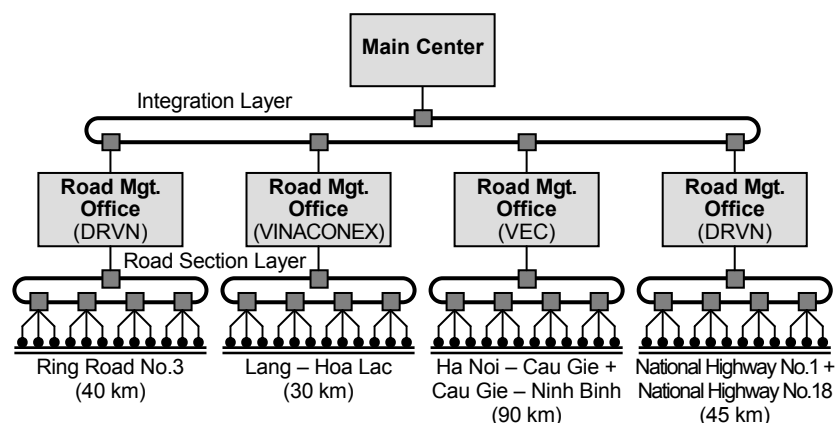 Main Center
Integration Layer
Road Mgt.
Office
(DRVN)
Road Mgt.
Office
(VINACONEX)
Road Mgt.
Office
(VEC)
Road Mgt.
Office
(DRVN)
Road Section Layer
Ring Road No.3
(40 km)
Lang – Hoa Lac
(30 km)
Ha Noi – Cau Gie +
Cau Gie – Ninh Binh
(90 km)
National Highway No.1 +
National Highway No.18
(45 km)